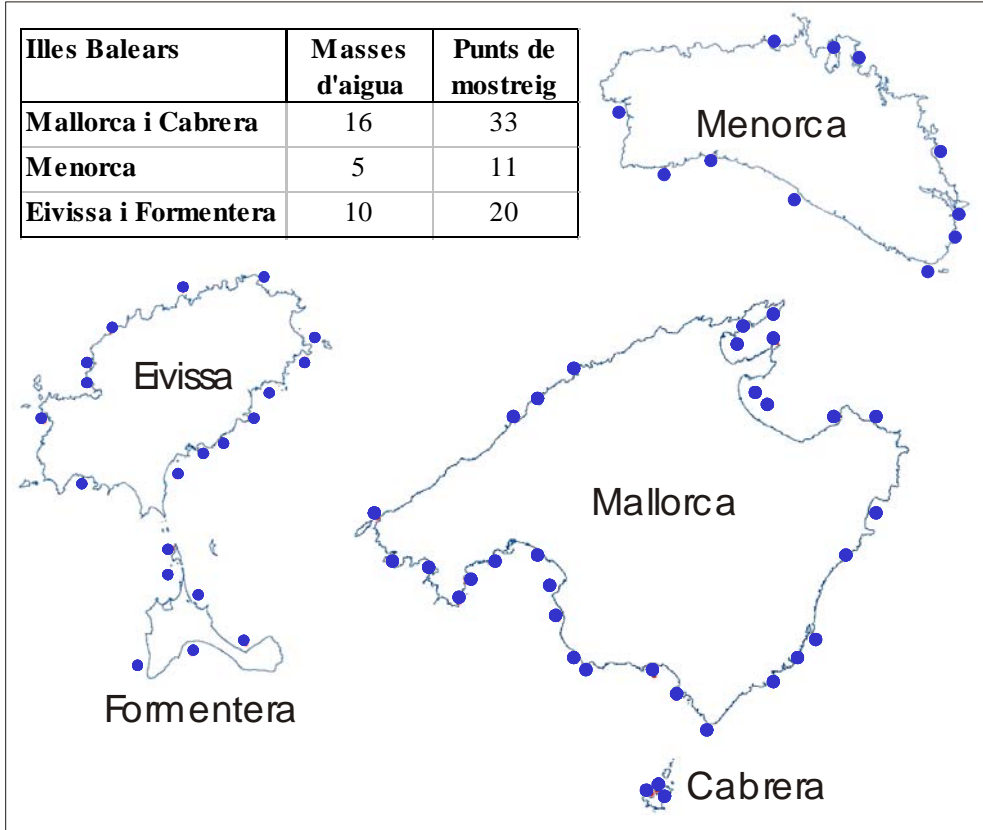 Illes Balears Masses d'aigua Punts de mostreig
Mallorca i Cabrera 16 33
Menorca 5 11
Eivissa i Formentera 10 20
Menorca
Eivissa
Mallorca
Formentera
Cabrera